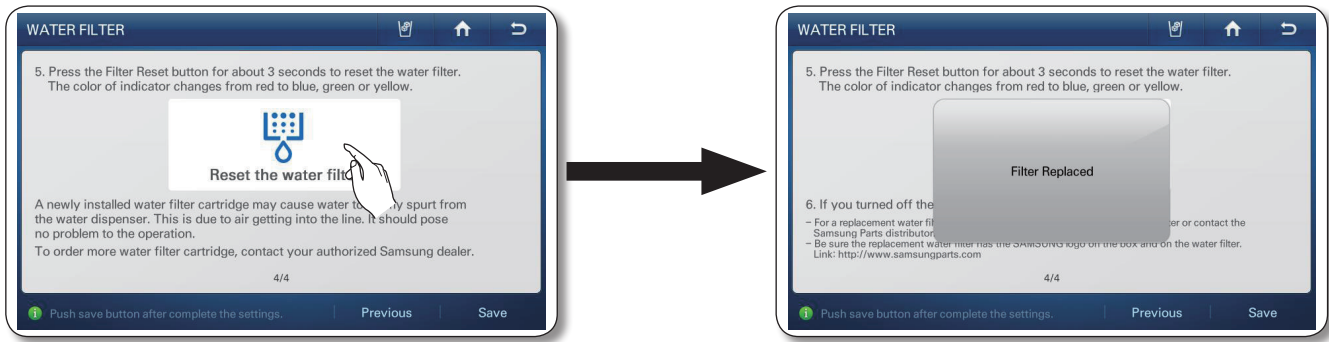 WATER FILTER
5. Press the Filter Reset button for about 3 seconds to reset the water filter.
The color of indicator changes from red to blue, green or yellow.
Reset the water filt
A newly installed water filter cartridge may cause water to ly spurt from
the water dispenser. This is due to air getting into the line. It should pose
no problem to the operation.
To order more water filter cartridge, contact your authorized Samsung dealer.
4/4
Push save button after complete the settings.
Previous
Save
WATER FILTER
5. Press the Filter Reset button for about 3 seconds to reset the water filter.
The color of indicator changes from red to blue, green or yellow.
Filter Replaced
6. If you turned off the
– For a replacement water fil er or contact the
Samsung Parts distributor
– Be sure the replacement water filter has the SAMSUNG logo on the box and on the water filter.
Link: http://www.samsungparts.com
4/4
Push save button after complete the settings.
Previous
Save